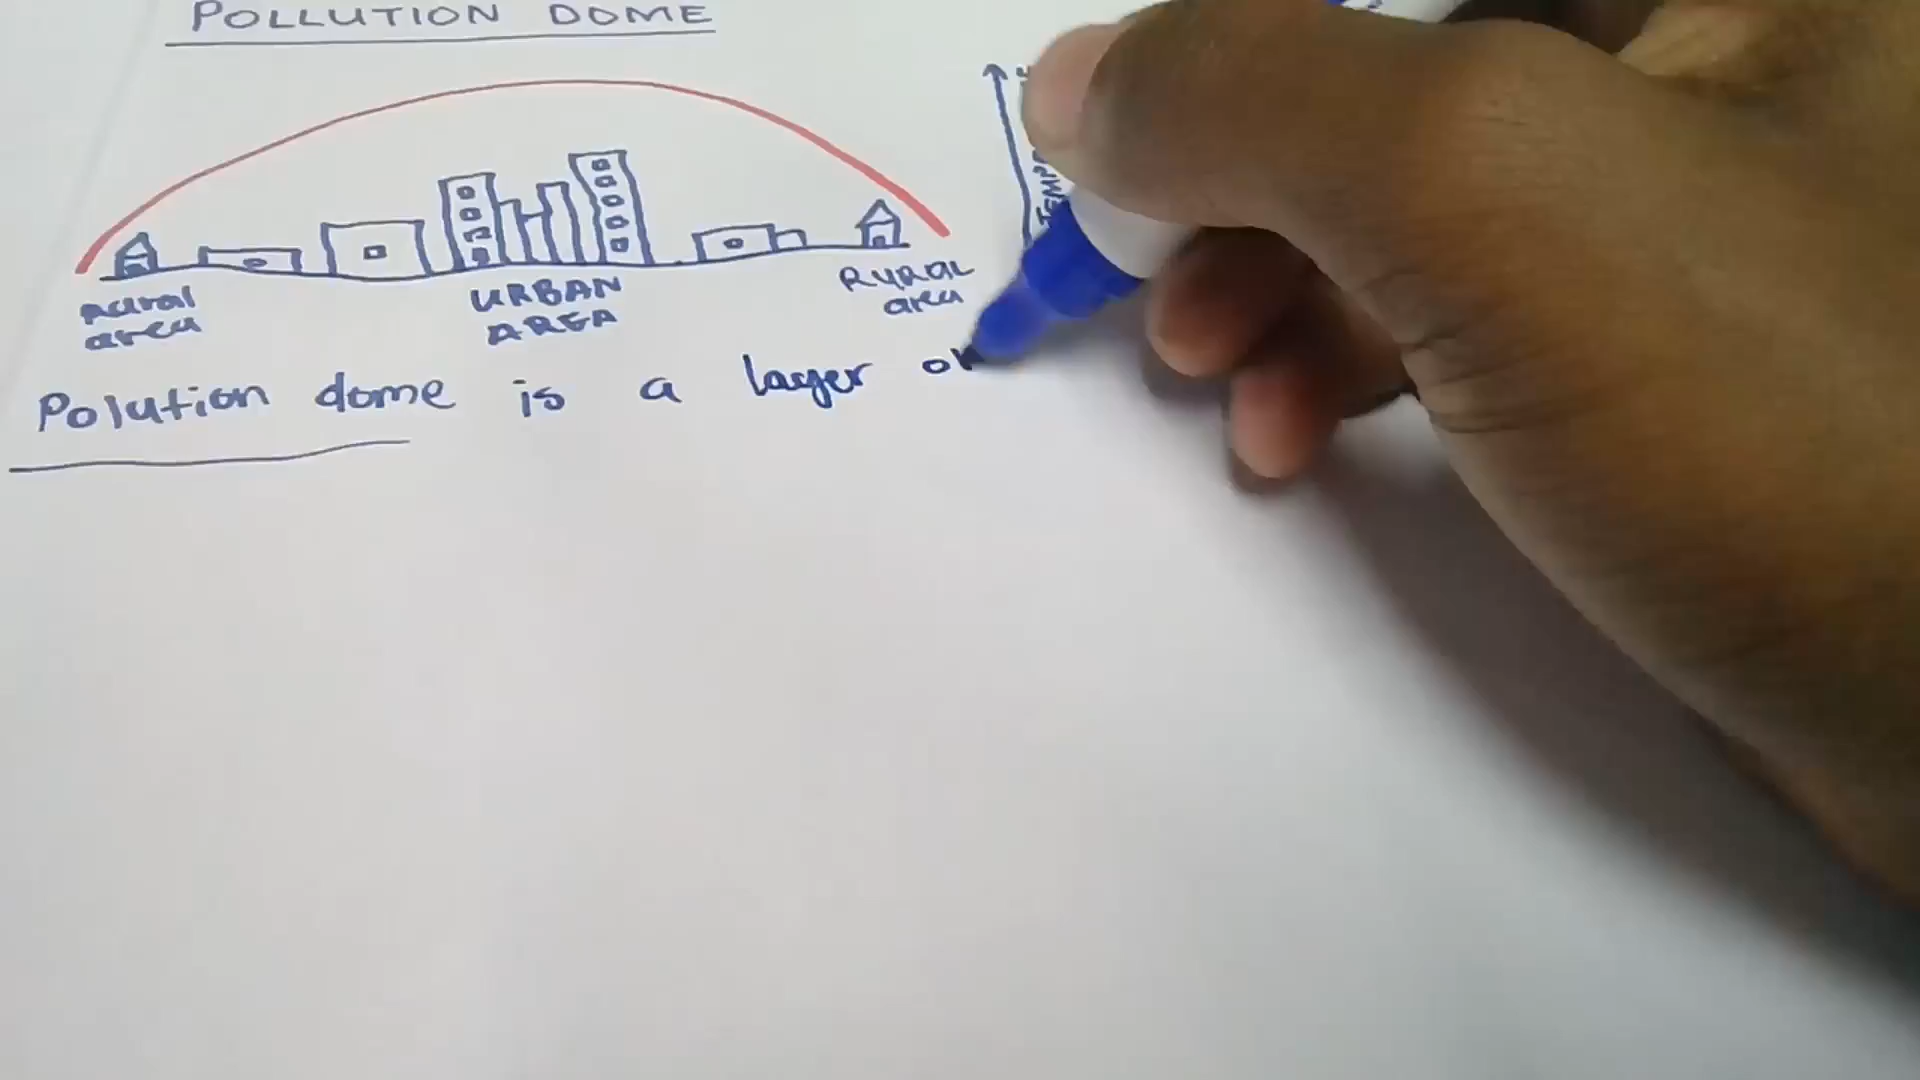 POLLUTION DOME
Rural
area
URBAN
AREA
RURAL
area
Polution dome is a layer